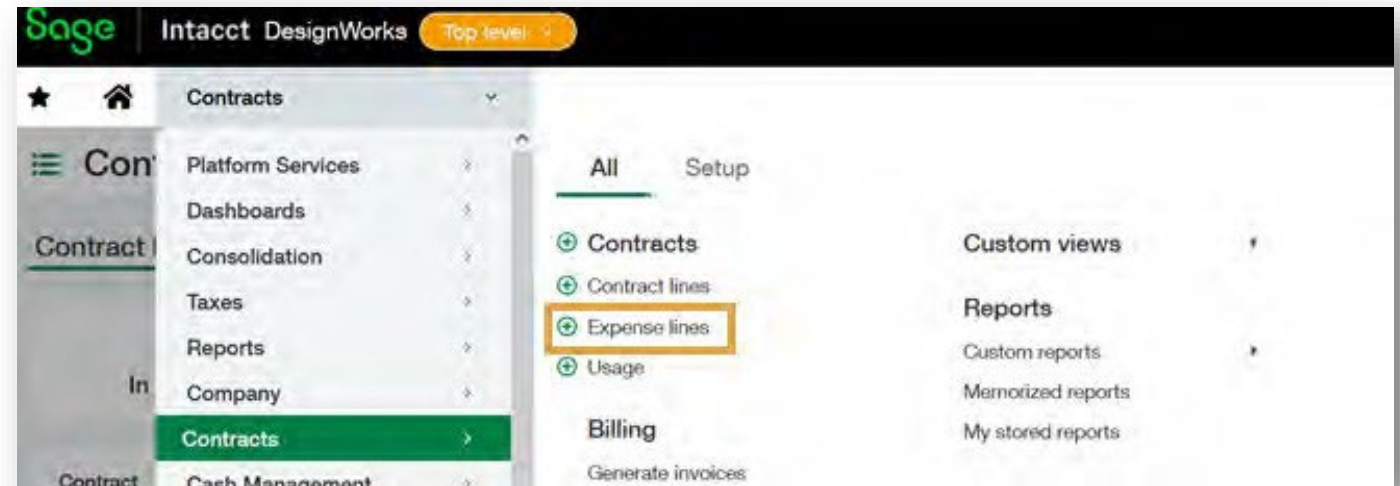 Sage Intacct DesignWorks Top level
Contracts
Con
Contract
In
Contract
Platform Services
Dashboards
Consolidation
Taxes
Reports
Company
Contracts
Cash Management
All Setup
Contracts
Contract lines
Expense lines
Usage
Billing
Generate invoices
Custom views
Reports
Custom reports
Memorized reports
My stored reports